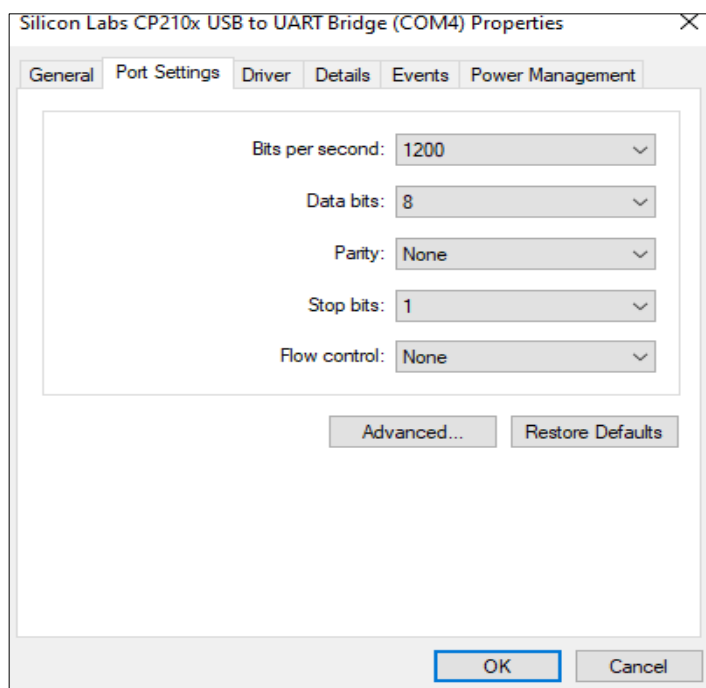 Silicon Labs CP210x USB to UART Bridge (COM4) Properties
General Port Settings Driver Details Events Power Management
Bits per second: 1200
Data bits: 8
Parity: None
Stop bits: 1
Flow control: None
Advanced... Restore Defaults
OK Cancel